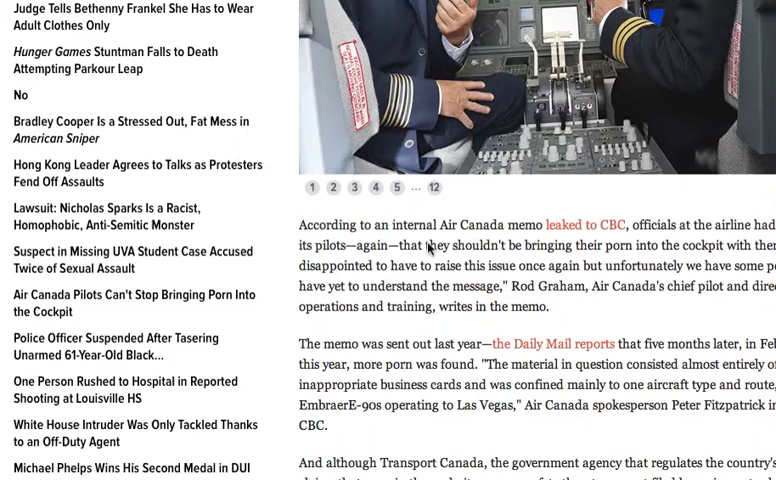 Judge Tells Bethenny Frankel She Has to Wear
Adult Clothes Only
Hunger Games Stuntman Falls to Death
Attempting Parkour Leap
No
Bradley Cooper Is a Stressed Out, Fat Mess in
American Sniper
Hong Kong Leader Agrees to Talks as Protesters
Fend Off Assaults
Lawsuit: Nicholas Sparks Is a Racist,
Homophobic, Anti-Semitic Monster
Suspect in Missing UVA Student Case Accused
Twice of Sexual Assault
Air Canada Pilots Can't Stop Bringing Porn Into
the Cockpit
Police Officer Suspended After Tasering
Unarmed 61-Year-Old Black...
One Person Rushed to Hospital in Reported
Shooting at Louisville HS
White House Intruder Was Only Tackled Thanks
to an Off-Duty Agent
Michael Phelps Wins His Second Medal in DUI
1 2 3 4 5 ... 12
According to an internal Air Canada memo leaked to CBC, officials at the airline had
its pilots—again—that they shouldn't be bringing their porn into the cockpit with
disappointed to have to raise this issue once again but unfortunately we have some
have yet to understand the message," Rod Graham, Air Canada's chief pilot and
operations and training, writes in the memo.
The memo was sent out last year—the Daily Mail reports that five months later, in
this year, more porn was found. "The material in question consisted almost entirely
inappropriate business cards and was confined mainly to one aircraft type and route,
EmbraerE-90s operating to Las Vegas," Air Canada spokesperson Peter Fitzpatrick
CBC.
And although Transport Canada, the government agency that regulates the country's